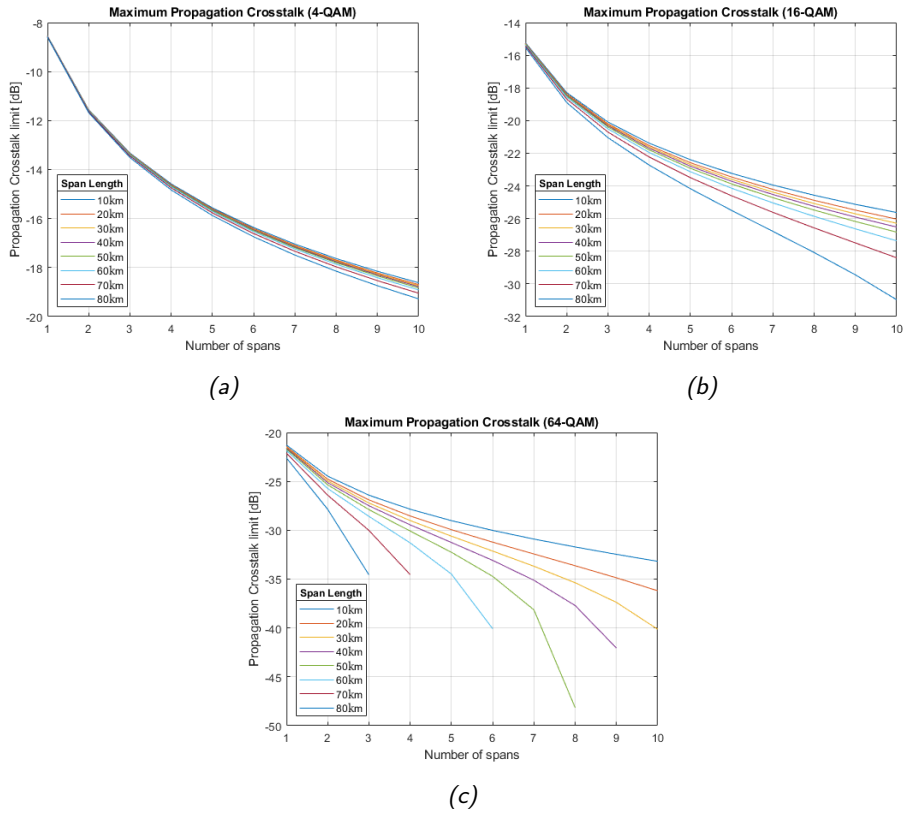 Maximum Propagation Crosstalk (4-QAM)
Propagation Crosstalk limit [dB]
-8
-10
-12
-14
-16
-18
-20
Span Length
10km
20km
30km
40km
50km
60km
70km
80km
1 2 3 4 5 6 7 8 9 10
Number of spans
(a)
Maximum Propagation Crosstalk (16-QAM)
Propagation Crosstalk limit [dB]
-14
-16
-18
-20
-22
-24
-26
-28
-30
-32
Span Length
10km
20km
30km
40km
50km
60km
70km
80km
1 2 3 4 5 6 7 8 9 10
Number of spans
(b)
Maximum Propagation Crosstalk (64-QAM)
Propagation Crosstalk limit [dB]
-20
-25
-30
-35
-40
-45
-50
Span Length
10km
20km
30km
40km
50km
60km
70km
80km
1 2 3 4 5 6 7 8 9 10
Number of spans
(c)